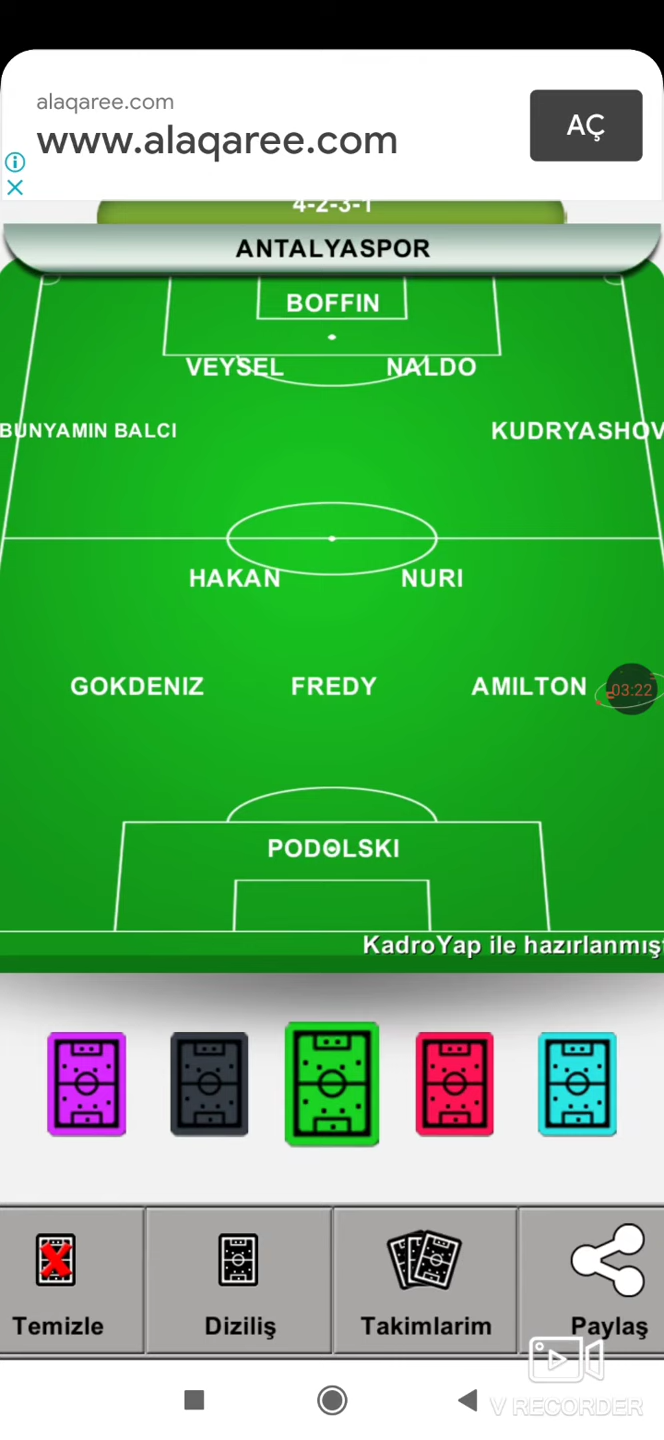 alaqaree.com
www.alaqaree.com
AÇ
4-2-3-1
ANTALYASPOR
BOFFIN
VEYSEL NALDO
BUNYAMIN BALCI KUDRYASHOV
HAKAN NURI
GOKDENIZ FREDY AMILTON
03:22
PODOLSKI
KadroYap ile hazırlanmışt
Temizle Diziliş Takimlarim Paylaş
V RECORDER